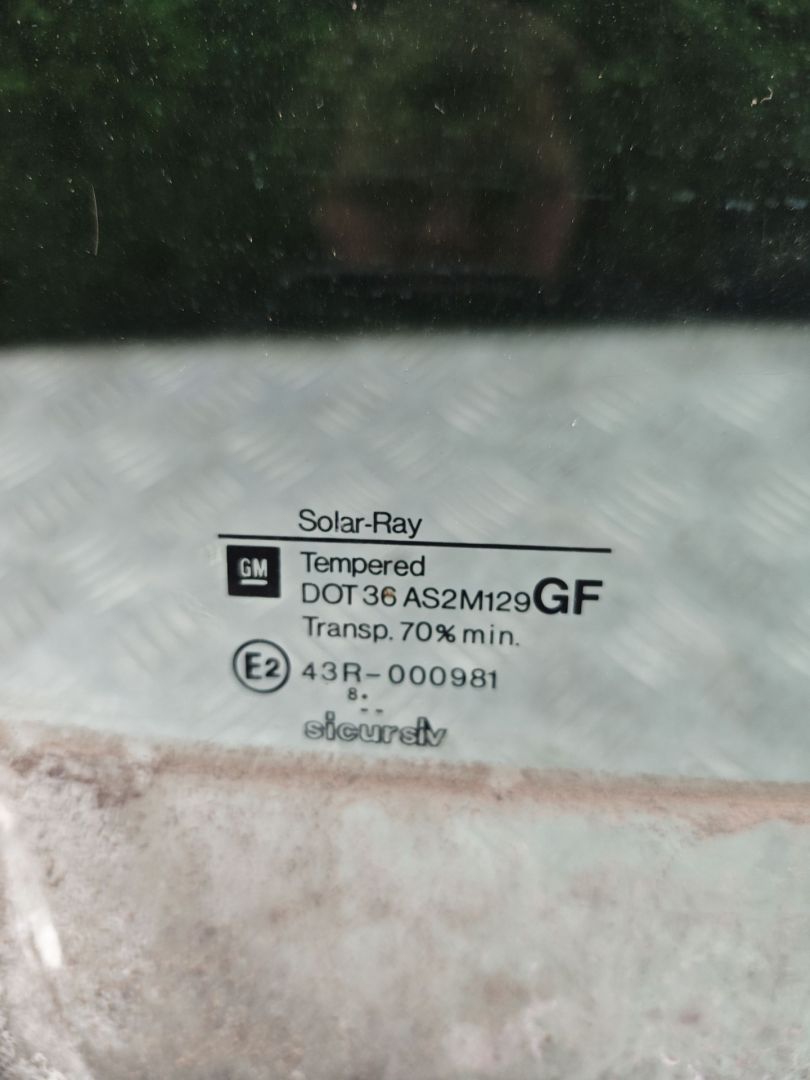 Solar-Ray
GM Tempered
DOT 36 AS2M129 GF
Transp. 70% min.
E2 43R-000981
8.
sicursiv